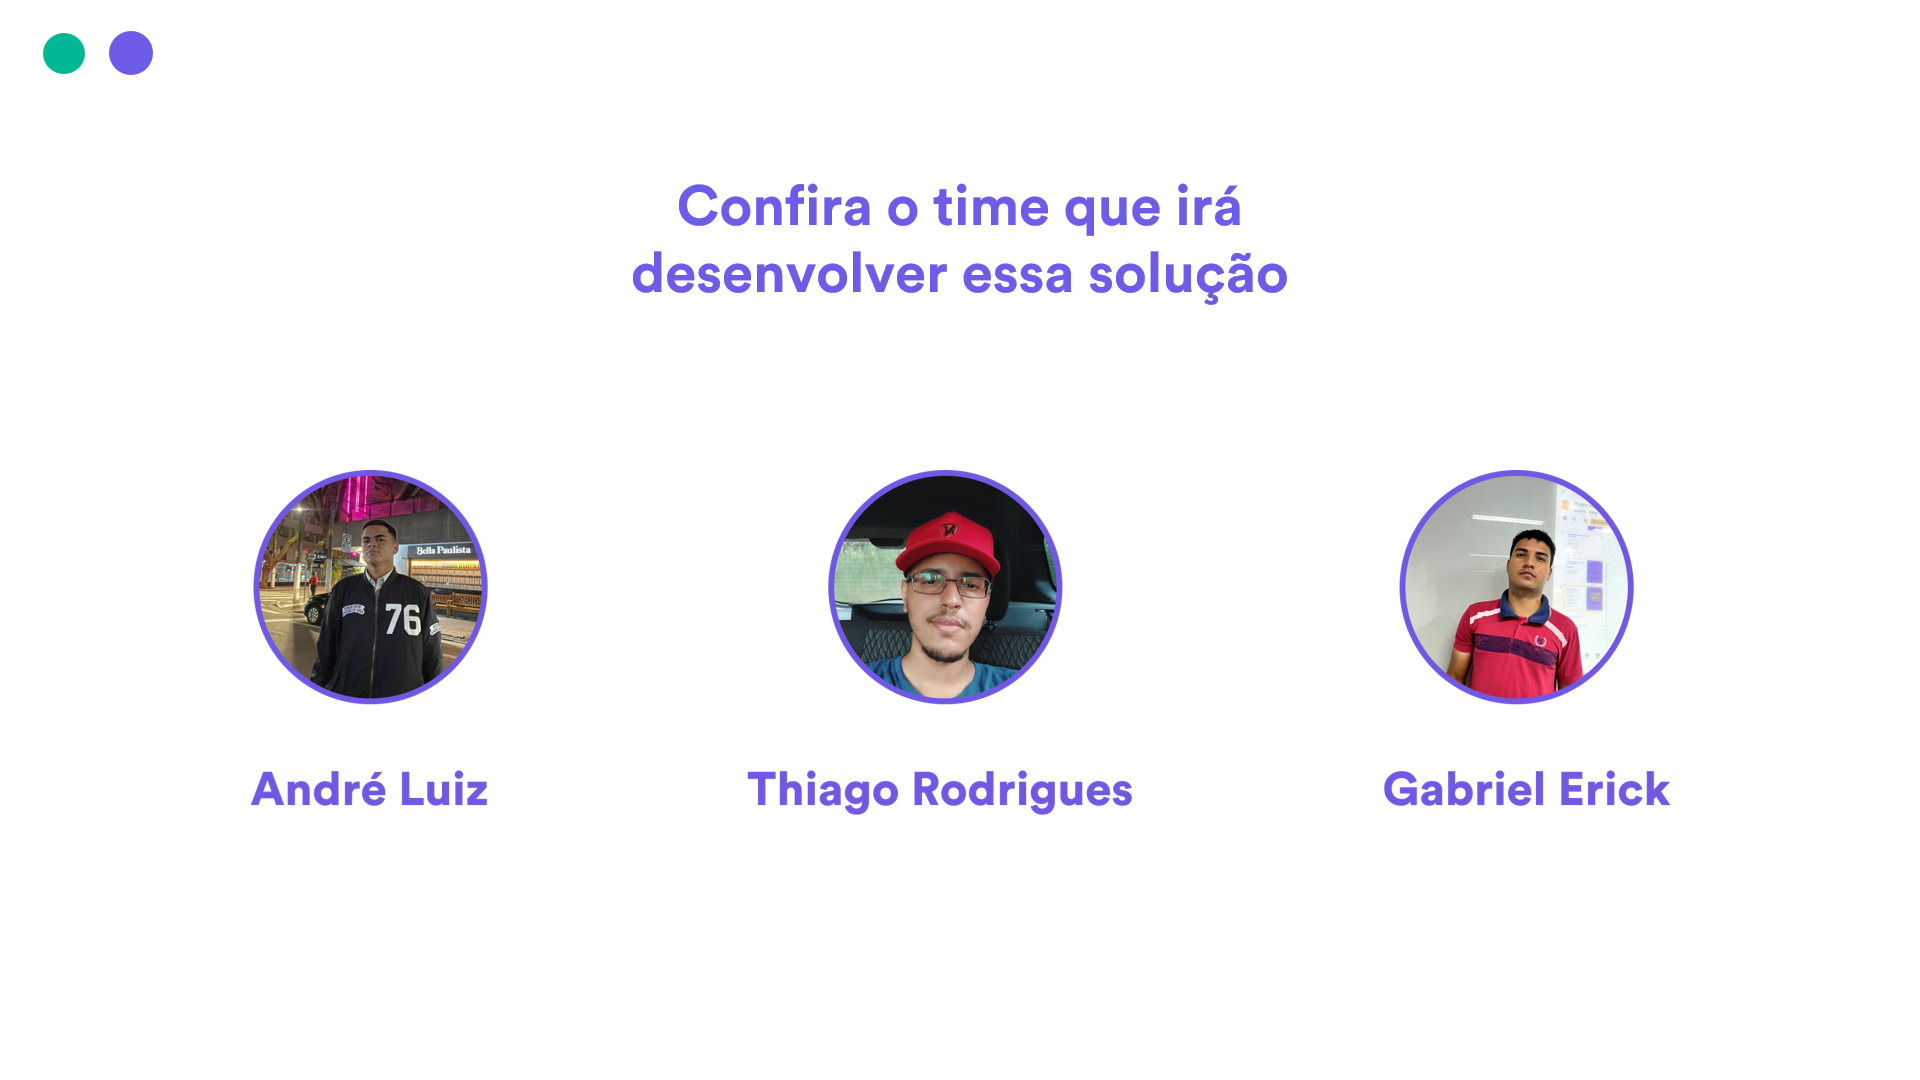 Confira o time que irá
desenvolver essa solução
Bella Paulista
76
André Luiz
Thiago Rodrigues
Gabriel Erick